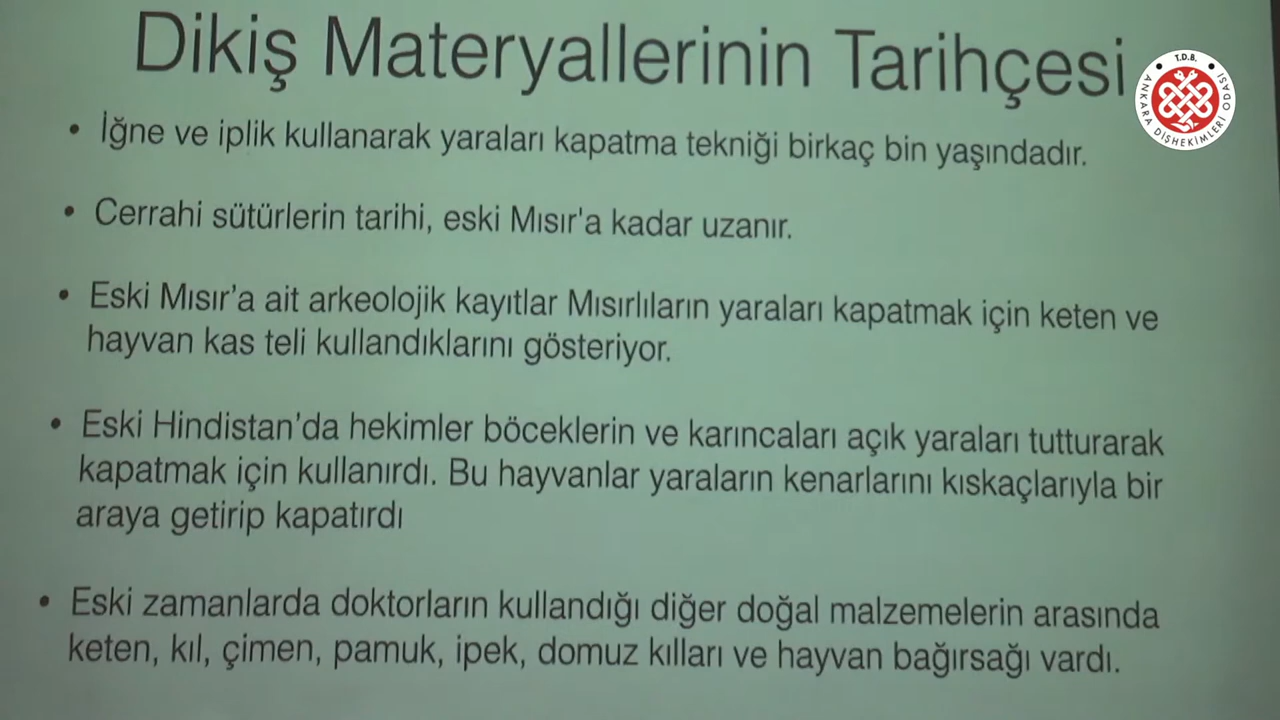 Dikiş Materyallerinin Tarihçesi
T.D.B.
ANKARA DİŞHEKİMLERİ ODASI
• İğne ve iplik kullanarak yaraları kapatma tekniği birkaç bin yaşındadır.
• Cerrahi sütürlerin tarihi, eski Mısır'a kadar uzanır.
• Eski Mısır’a ait arkeolojik kayıtlar Mısırlıların yaraları kapatmak için keten ve
hayvan kas teli kullandıklarını gösteriyor.
• Eski Hindistan’da hekimler böceklerin ve karıncaları açık yaraları tutturarak
kapatmak için kullanırdı. Bu hayvanlar yaraların kenarlarını kıskaçlarıyla bir
araya getirip kapatırdı
• Eski zamanlarda doktorların kullandığı diğer doğal malzemelerin arasında
keten, kıl, çimen, pamuk, ipek, domuz kılları ve hayvan bağırsağı vardı.